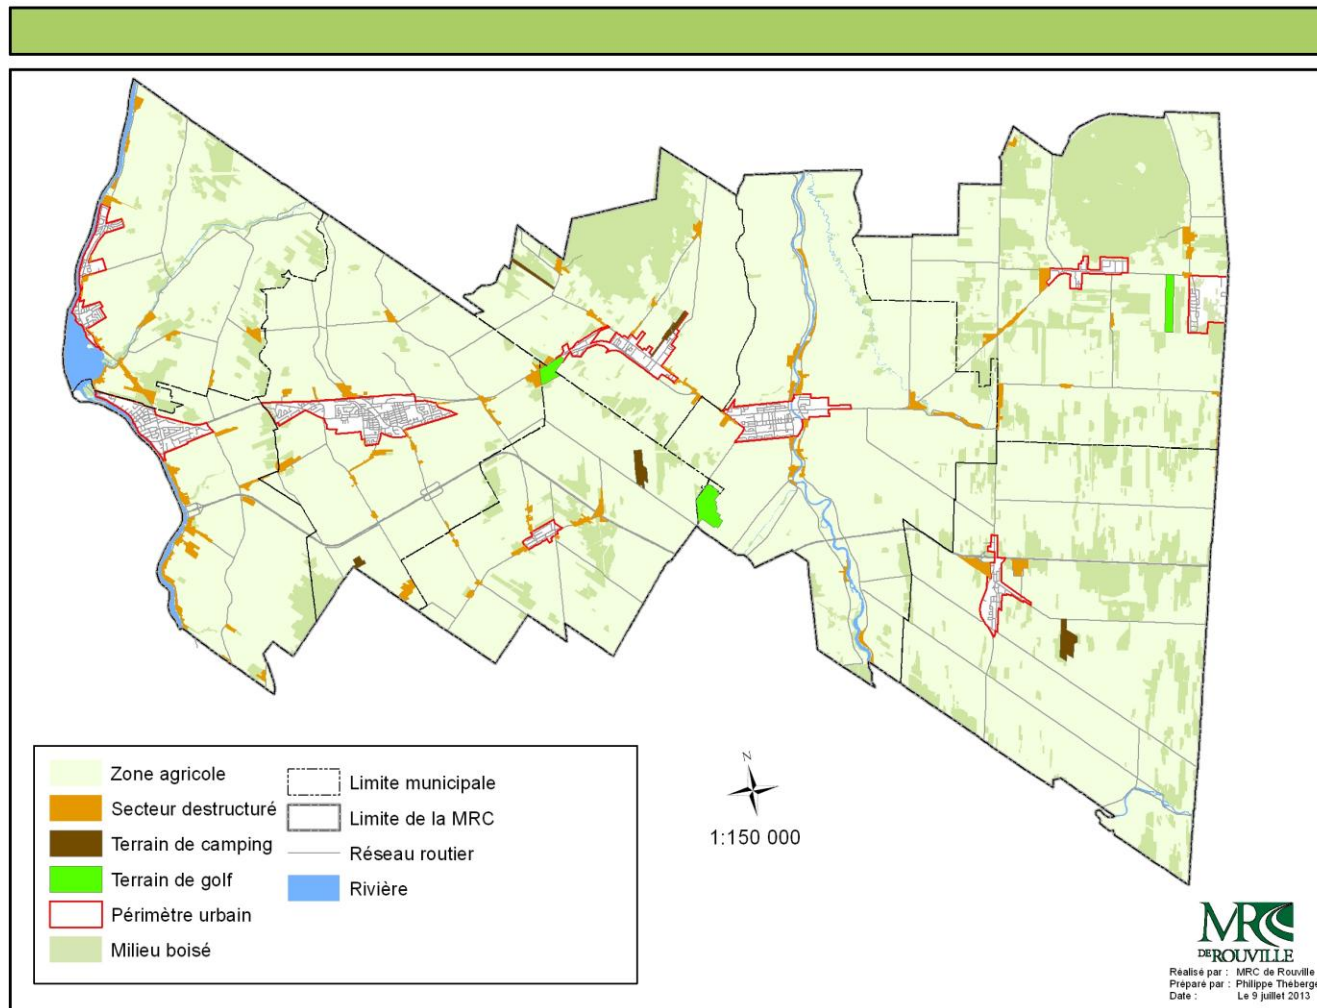 Zone agricole
Secteur destructuré
Terrain de camping
Terrain de golf
Périmètre urbain
Milieu boisé
Limite municipale
Limite de la MRC
Réseau routier
Rivière
N
1:150 000
MRC
DE ROUVILLE
Réalisé par : MRC de Rouville
Préparé par : Philippe Théberge
Date : Le 9 juillet 2013